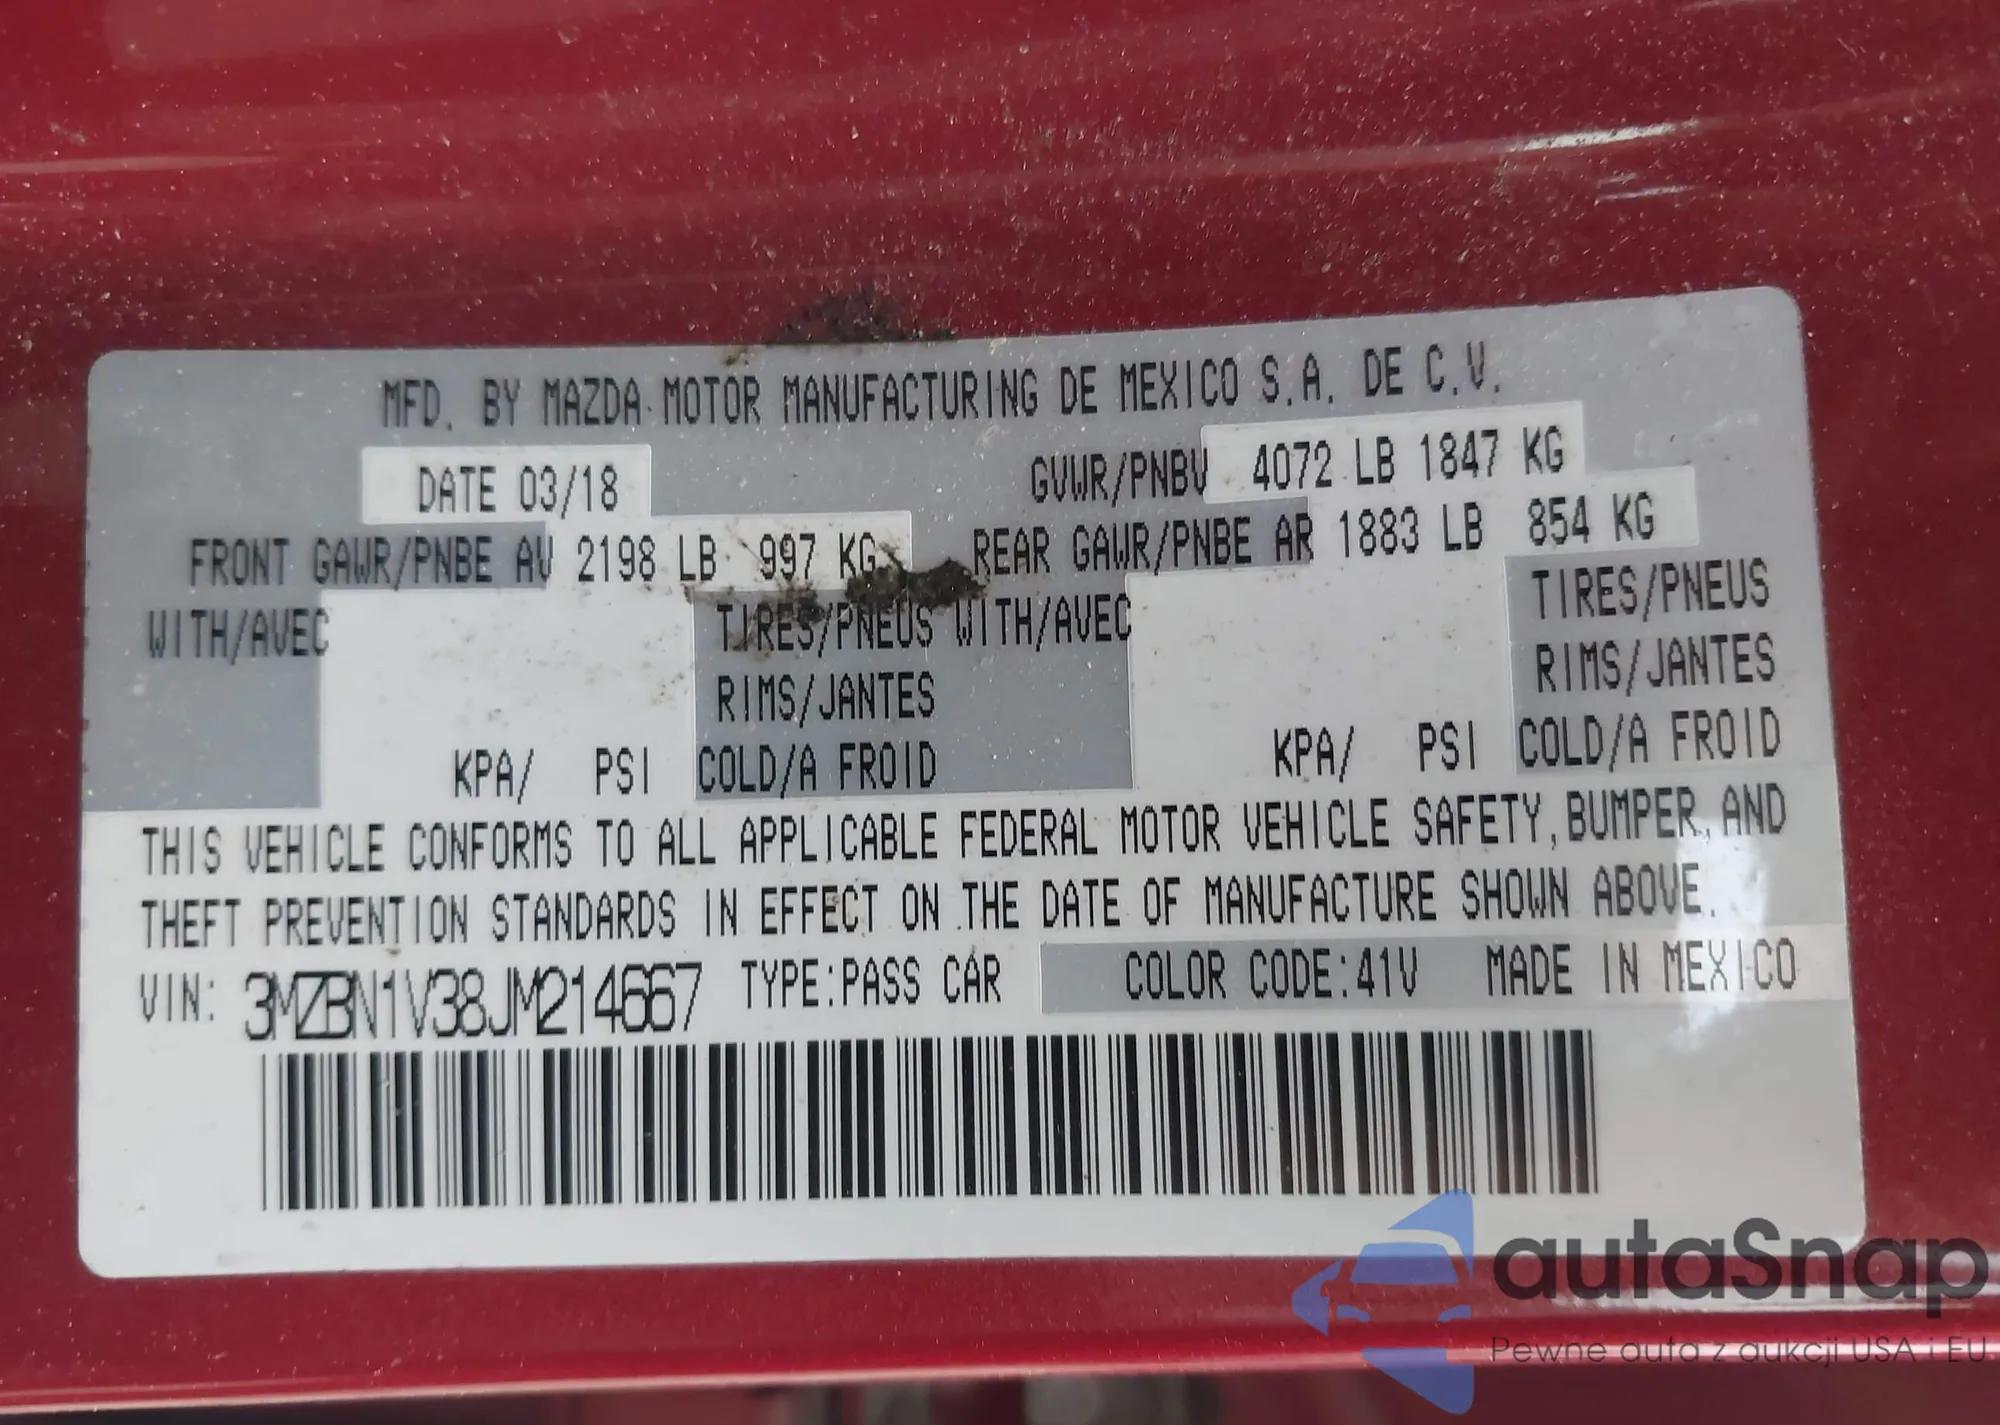 MFD. BY MAZDA MOTOR MANUFACTURING DE MEXICO S.A. DE C.V.
DATE 03/18 GVWR/PNBV 4072 LB 1847 KG
FRONT GAWR/PNBE AV 2198 LB 997 KG REAR GAWR/PNBE AR 1883 LB 854 KG
WITH/AVEC TIRES/PNEUS WITH/AVEC TIRES/PNEUS
RIMS/JANTES RIMS/JANTES
KPA/ PSI COLD/A FROID KPA/ PSI COLD/A FROID
THIS VEHICLE CONFORMS TO ALL APPLICABLE FEDERAL MOTOR VEHICLE SAFETY, BUMPER, AND
THEFT PREVENTION STANDARDS IN EFFECT ON THE DATE OF MANUFACTURE SHOWN ABOVE.
VIN: 3MZBN1V38JM214667 TYPE:PASS CAR COLOR CODE:41V MADE IN MEXICO
autaSnap
Pewne auta z aukcji USA i EU